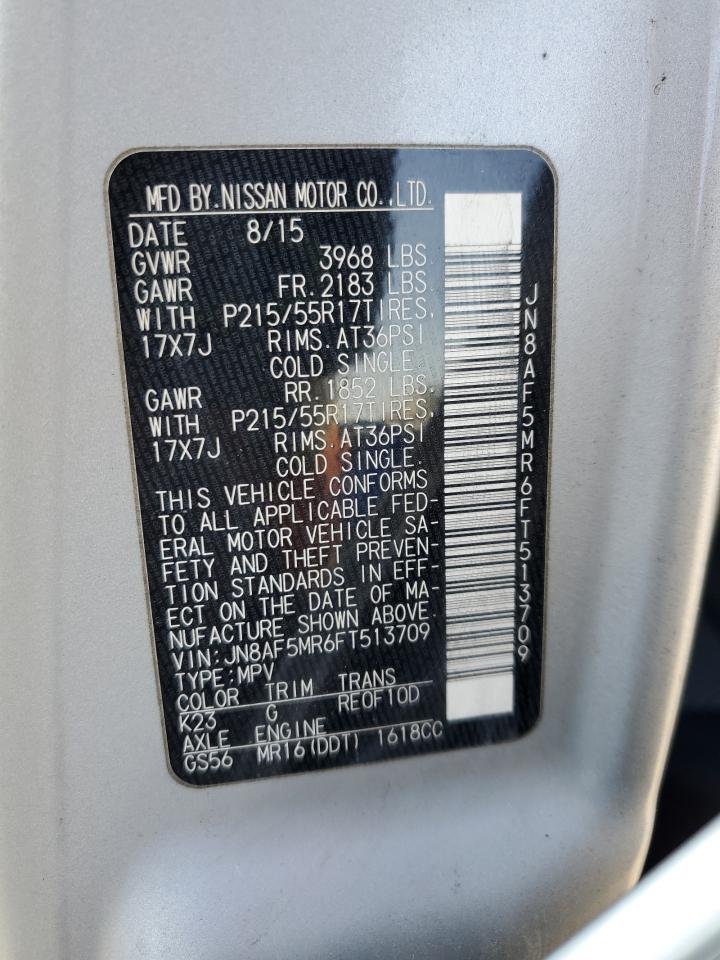 MFD BY.NISSAN MOTOR CO.,LTD.
DATE 8/15
GVWR 3968 LBS
GAWR FR.2183 LBS.
WITH P215/55R17TIRES,
17X7J RIMS.AT36PSI
COLD SINGLE
GAWR RR.1852 LBS.
WITH P215/55R17TIRES,
17X7J RIMS.AT36PSI
COLD SINGLE.
THIS VEHICLE CONFORMS
TO ALL APPLICABLE FED-
ERAL MOTOR VEHICLE SA-
FETY AND THEFT PREVEN-
TION STANDARDS IN EFF-
ECT ON THE DATE OF MA-
NUFACTURE SHOWN ABOVE.
VIN:JN8AF5MR6FT513709
TYPE:MPV
COLOR TRIM TRANS
K23 G REOF10D
AXLE ENGINE
GS56 MR16(DDT) 1618CC
JN8AF5MR6FT513709